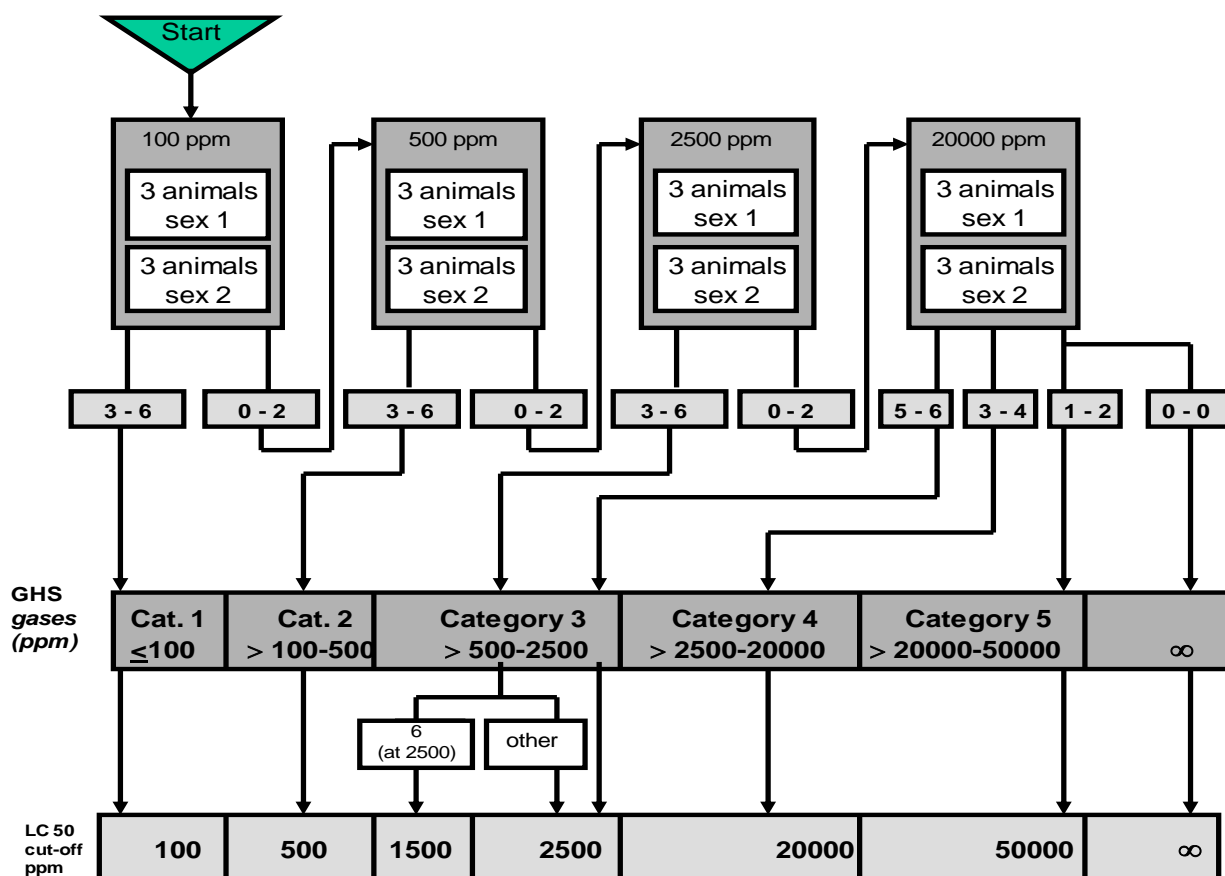 Start
100 ppm
3 animals
sex 1
3 animals
sex 2
500 ppm
3 animals
sex 1
3 animals
sex 2
2500 ppm
3 animals
sex 1
3 animals
sex 2
20000 ppm
3 animals
sex 1
3 animals
sex 2
3 - 6
0 - 2
3 - 6
0 - 2
3 - 6
0 - 2
5 - 6
3 - 4
1 - 2
0 - 0
GHS
gases
(ppm)
Cat. 1
≤100
Cat. 2
> 100-500
Category 3
> 500-2500
Category 4
> 2500-20000
Category 5
> 20000-50000
∞
6
(at 2500)
other
LC 50
cut-off
ppm
100
500
1500
2500
20000
50000
∞